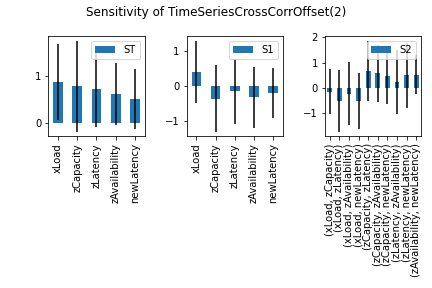 Sensitivity of TimeSeriesCrossCorrOffset(2)
ST
1
0
xLoad
zCapacity
zLatency
zAvailability
newLatency
S1
1
0
−1
xLoad
zCapacity
zLatency
zAvailability
newLatency
S2
2
1
0
−1
(xLoad, zCapacity)
(xLoad, zLatency)
(xLoad, zAvailability)
(xLoad, newLatency)
(zCapacity, zLatency)
(zCapacity, zAvailability)
(zCapacity, newLatency)
(zLatency, zAvailability)
(zLatency, newLatency)
(zAvailability, newLatency)